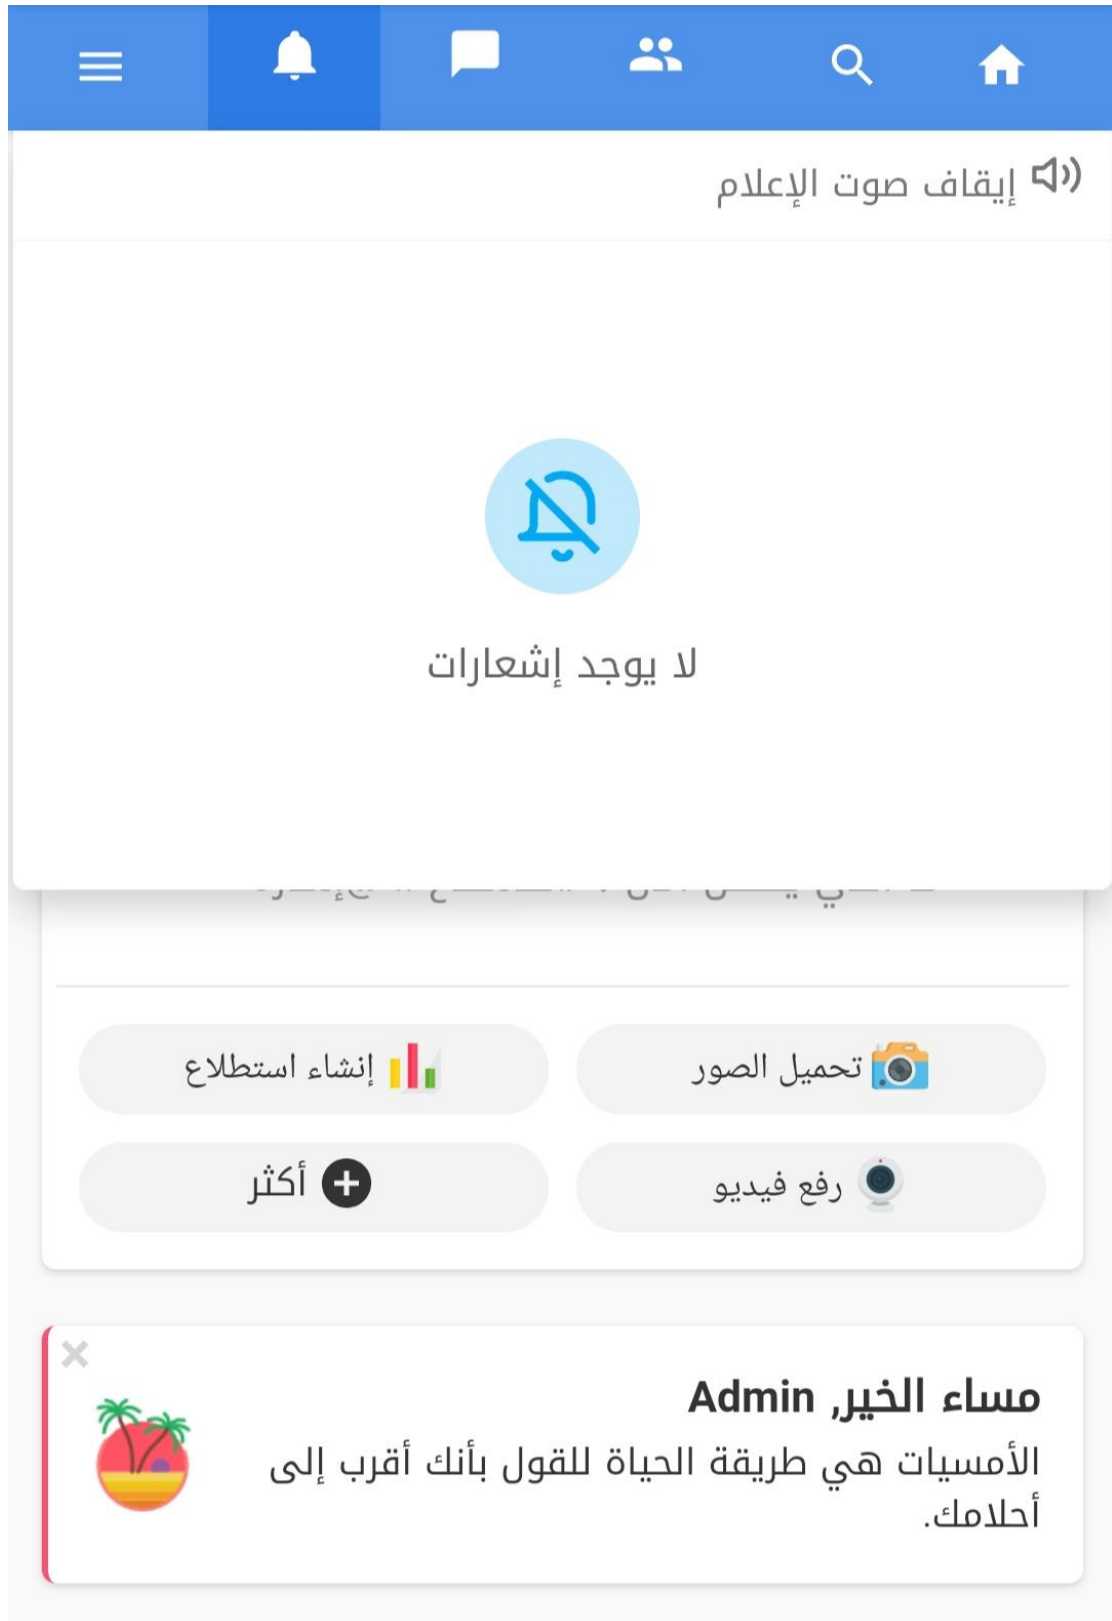 إيقاف صوت الإعلام
لا يوجد إشعارات
تحميل الصور
إنشاء استطلاع
رفع فيديو
أكثر
مساء الخير, Admin
الأمسيات هي طريقة الحياة للقول بأنك أقرب إلى
أحلامك.